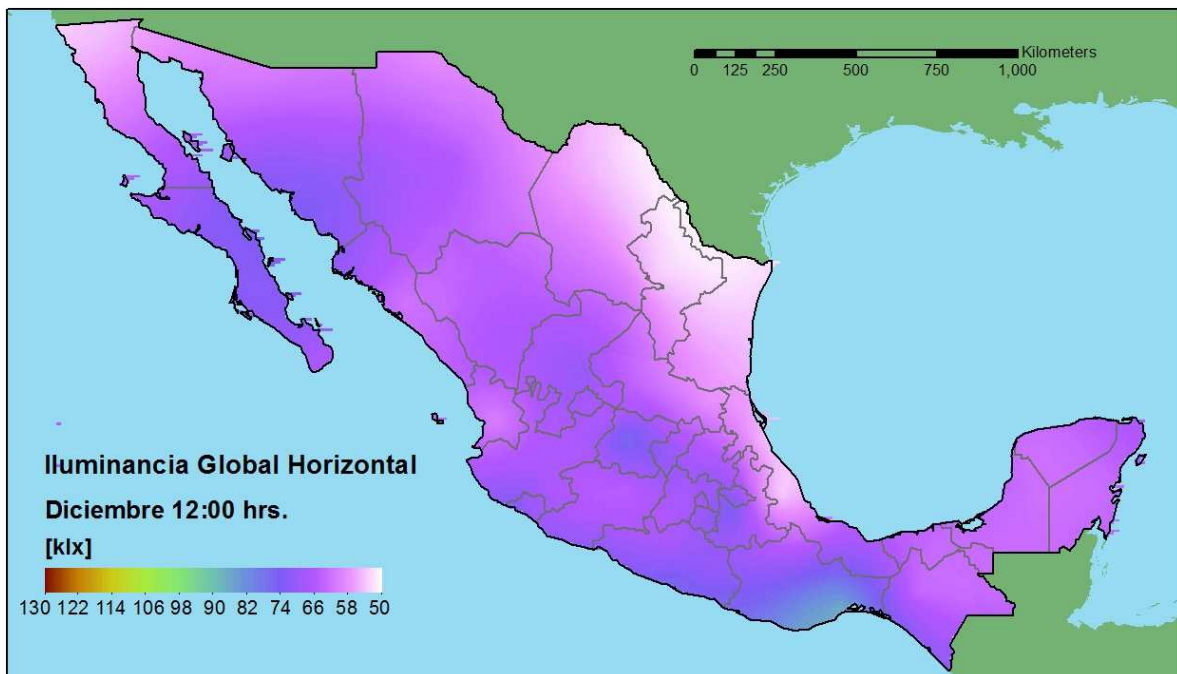 Kilometers
0 125 250 500 750 1,000
Iluminancia Global Horizontal
Diciembre 12:00 hrs.
[klx]
130 122 114 106 98 90 82 74 66 58 50